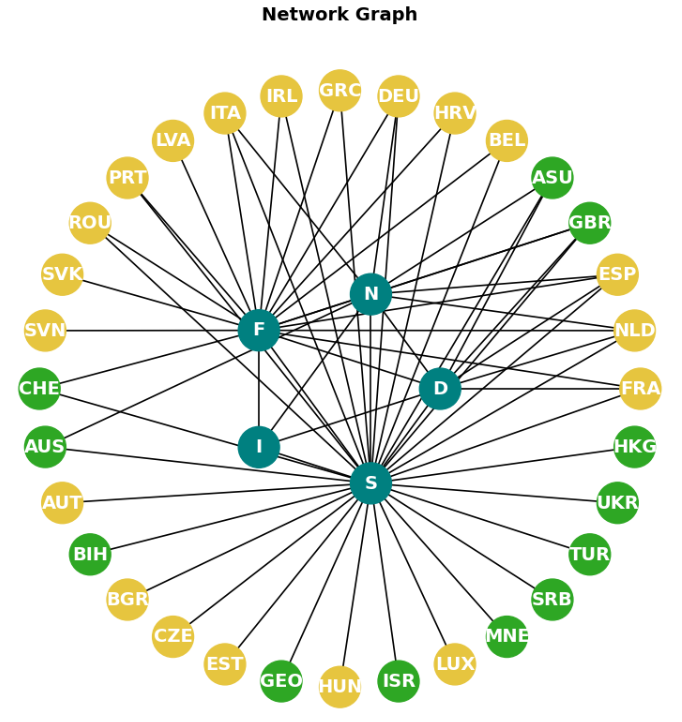 Network Graph
GRC
IRL
DEU
ITA
HRV
LVA
BEL
PRT
ASU
ROU
GBR
SVK
ESP
N
SVN
F
NLD
CHE
D
FRA
AUS
I
HKG
S
AUT
UKR
BIH
TUR
BGR
SRB
CZE
MNE
EST
LUX
GEO
HUN
ISR